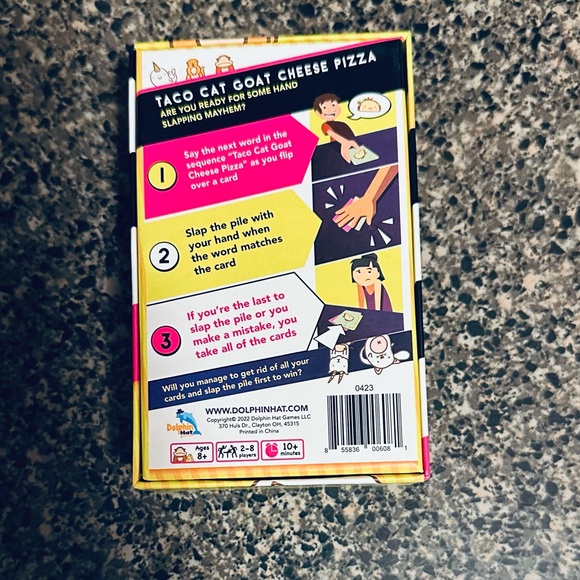 TACO CAT GOAT CHEESE PIZZA
ARE YOU READY FOR SOME HAND
SLAPPING MAYHEM?
1
Say the next word in the
sequence "Taco Cat Goat
Cheese Pizza" as you flip
over a card
2
Slap the pile with
your hand when
the word matches
the card
3
If you're the last to
slap the pile or you
make a mistake, you
take all of the cards
Will you manage to get rid of all your
cards and slap the pile first to win?
Dolphin
Hat
WWW.DOLPHINHAT.COM
Copyright© 2022 Dolphin Hat Games LLC
370 Huls Dr., Clayton OH, 45315
Printed in China
0423
8 55836 00608 1
Ages
8+
2–8
players
10+
minutes